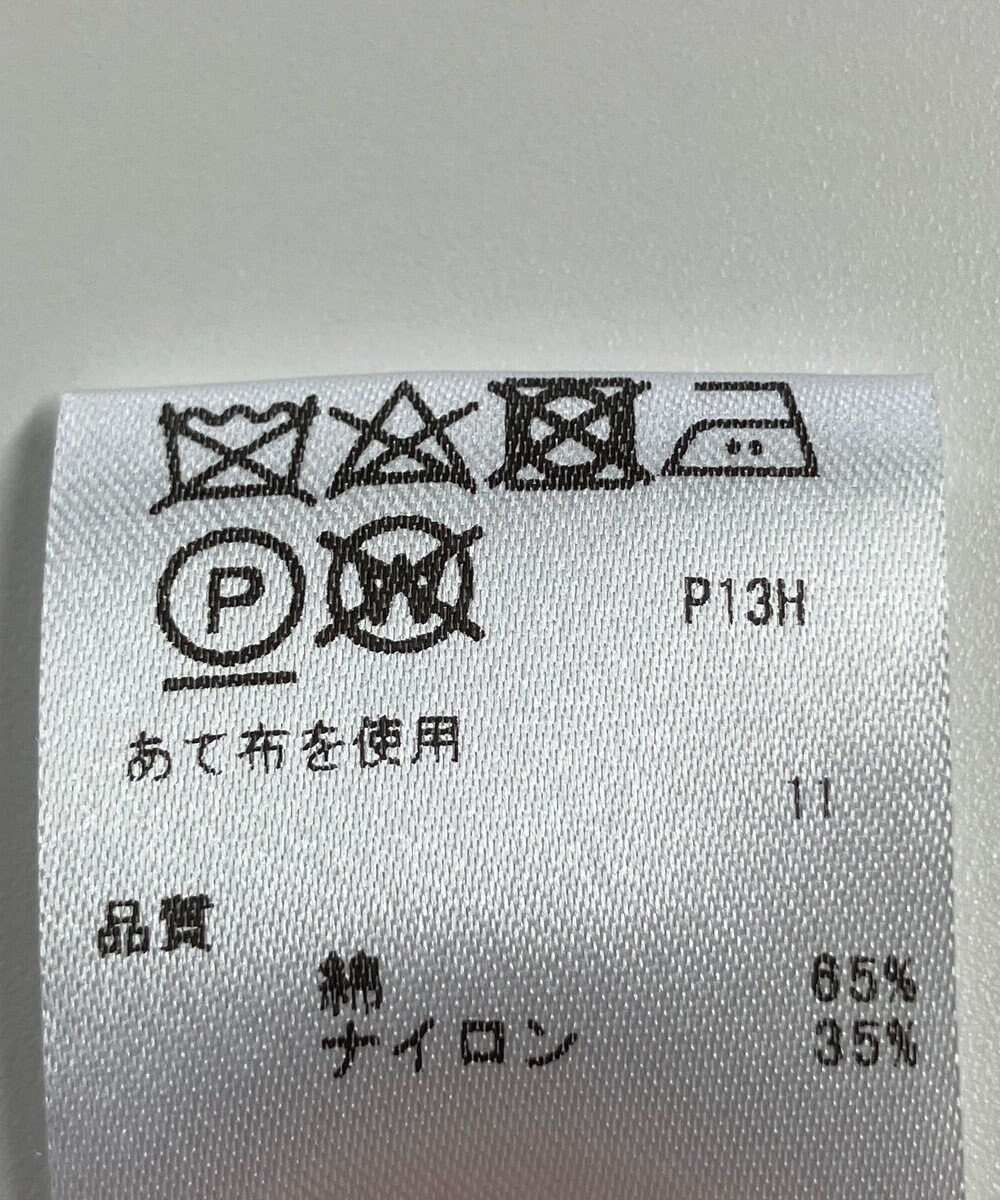 P W
P13H
あて布を使用
11
品質
綿 65%
ナイロン 35%